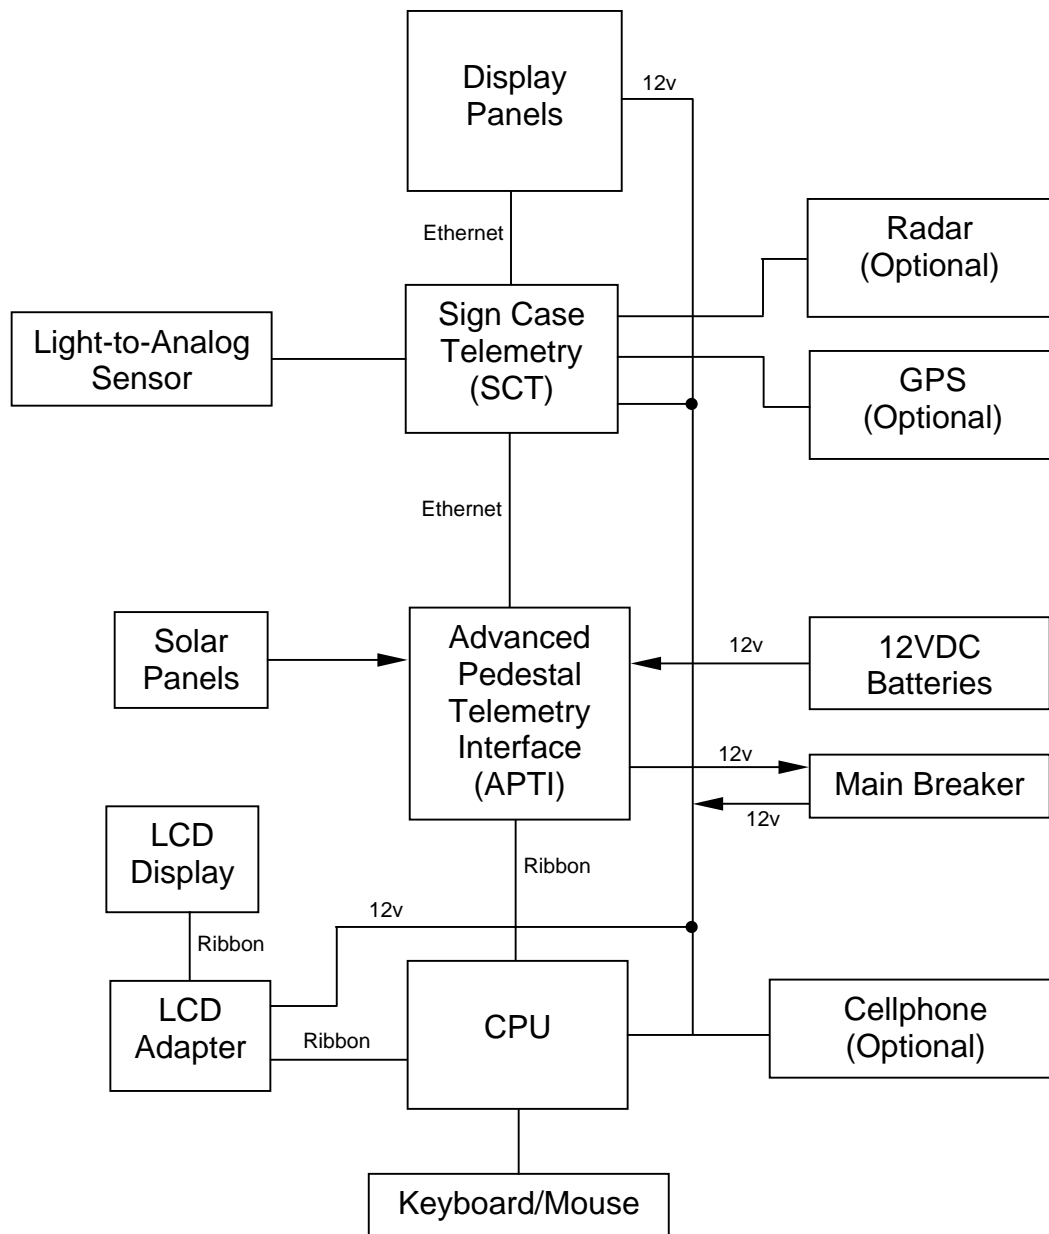 Display
Panels
12v
Ethernet
Radar
(Optional)
Sign Case
Telemetry
(SCT)
Light-to-Analog
Sensor
GPS
(Optional)
Ethernet
Solar
Panels
Advanced
Pedestal
Telemetry
Interface
(APTI)
12v
12VDC
Batteries
12v
Main Breaker
12v
LCD
Display
Ribbon
12v
Ribbon
LCD
Adapter
Ribbon
CPU
Cellphone
(Optional)
Keyboard/Mouse